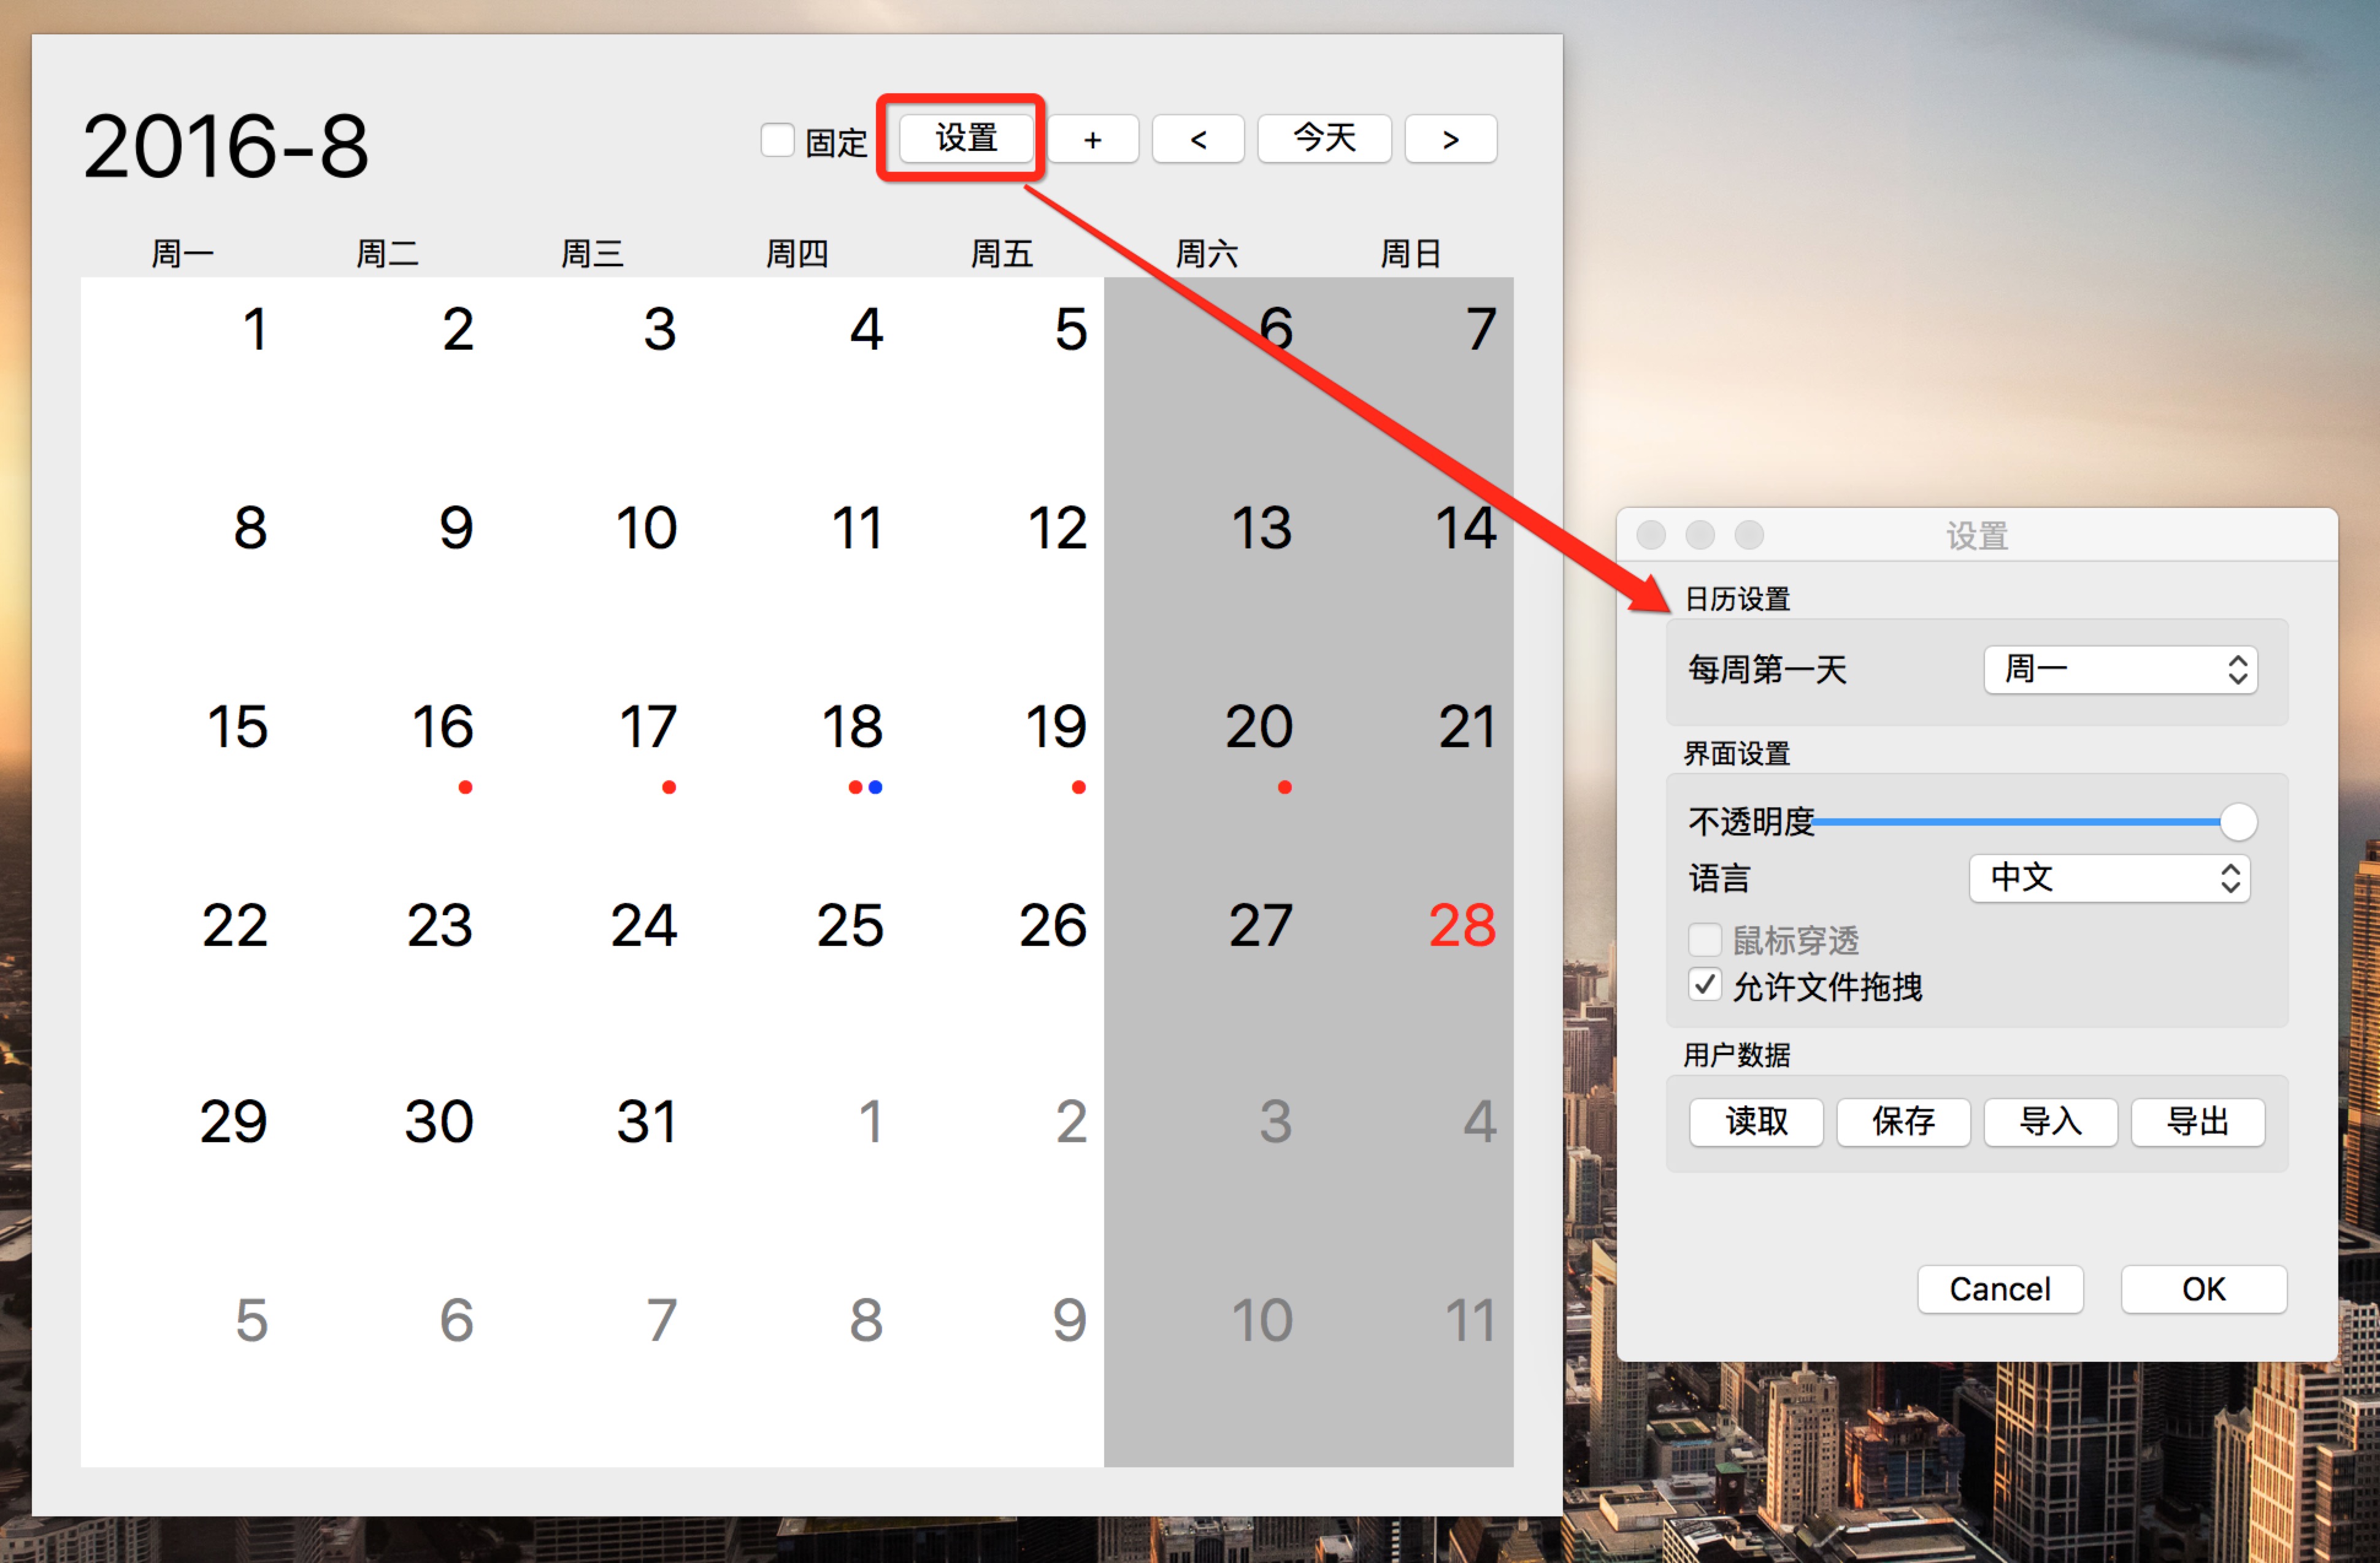 2016-8
固定 设置 + < 今天 >
周一 周二 周三 周四 周五 周六 周日
1 2 3 4 5 6 7
8 9 10 11 12 13 14
15 16 17 18 19 20 21
22 23 24 25 26 27 28
29 30 31 1 2 3 4
5 6 7 8 9 10 11
设置
日历设置
每周第一天 周一
界面设置
不透明度
语言 中文
鼠标穿透
允许文件拖拽
用户数据
读取 保存 导入 导出
Cancel OK